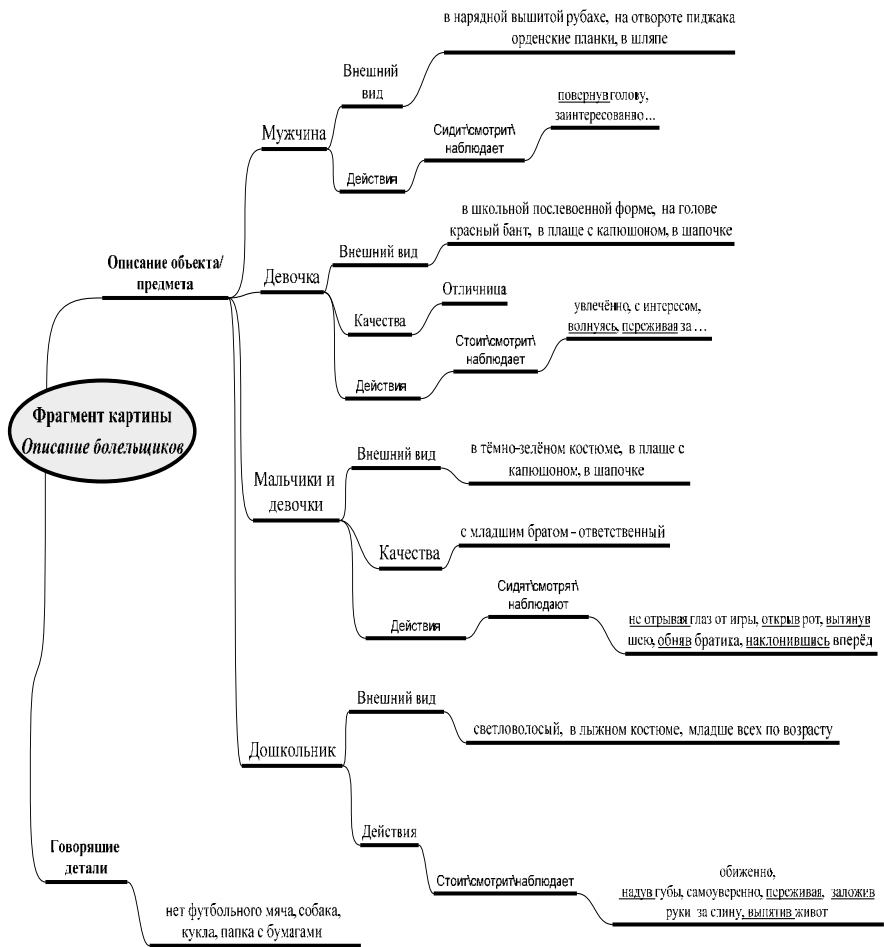 в нарядной вышитой рубахе, на отвороте пиджака
орденские планки, в шляпе
Внешний
вид
Мужчина
повернув голову,
заинтересованно…
Сидит\смотрит\
наблюдает
Действия
Описание объекта/
предмета
в школьной послевоенной форме, на голове
красный бант, в плаще с капюшоном, в шапочке
Внешний вид
Девочка
Отличница
Качества
увлечённо, с интересом,
волнуясь, переживая за…
Стоит\смотрит\
наблюдает
Действия
Фрагмент картины
Описание болельщиков
в тёмно-зелёном костюме, в плаще с
капюшоном, в шапочке
Внешний вид
Мальчики и
девочки
с младшим братом - ответственный
Качества
Сидят\смотрят\
наблюдают
Действия
не отрывая глаз от игры, открыв рот, вытянув
шею, обняв братика, наклонившись вперёд
Внешний вид
светловолосый, в лыжном костюме, младше всех по возрасту
Дошкольник
Действия
Стоит\смотрит\наблюдает
обиженно,
надув губы, самоуверенно, переживая, заложив
руки за спину, выпятив живот
Говорящие
детали
нет футбольного мяча, собака,
кукла, папка с бумагами